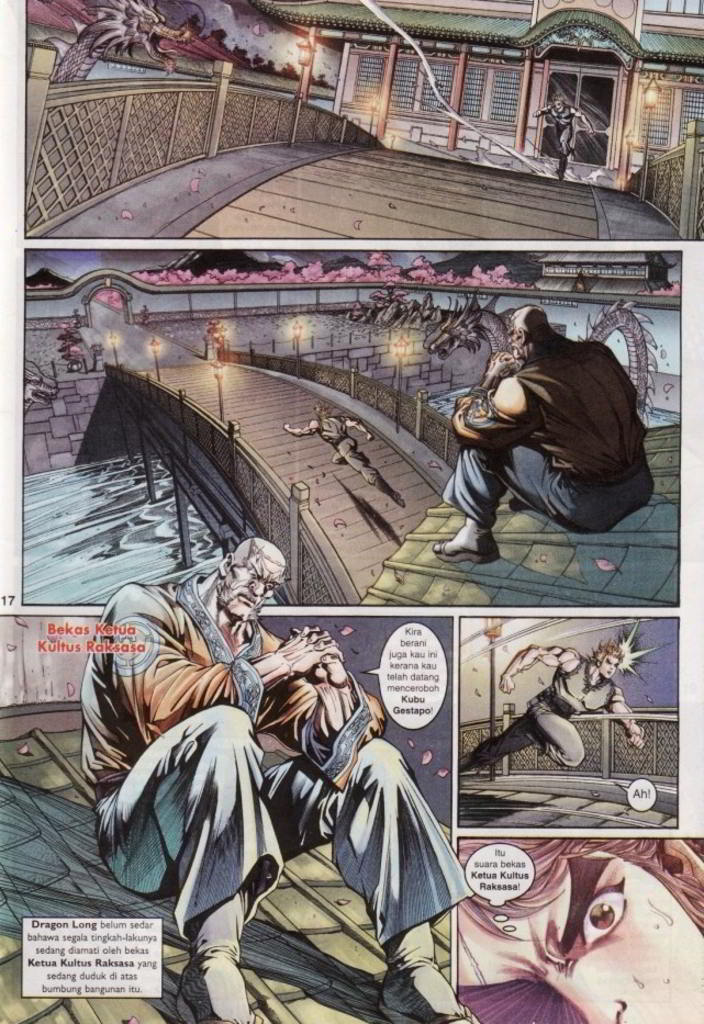 17
Bekas Ketua
Kultus Raksasa
Kira
berani
juga kau ini
kerana kau
telah datang
menceroboh
Kubu
Gestapo!
Ah!
Itu
suara bekas
Ketua Kultus
Raksasa!
Dragon Long belum sedar
bahawa segala tingkah-lakunya
sedang diamati oleh bekas
Ketua Kultus Raksasa yang
sedang duduk di atas
bumbung bangunan itu.